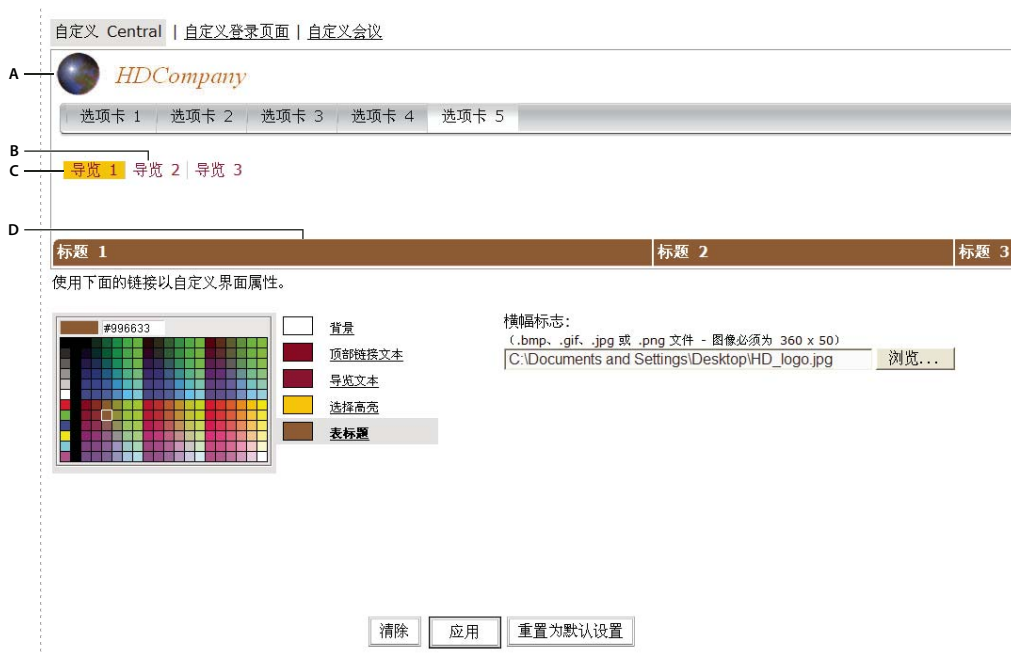 自定义 Central | 自定义登录页面 | 自定义会议
A
HDCompany
选项卡 1 选项卡 2 选项卡 3 选项卡 4 选项卡 5
B
C
导览 1 导览 2 导览 3
D
标题 1 标题 2 标题 3
使用下面的链接以自定义界面属性。
#996633
背景
顶部链接文本
导览文本
选择高亮
表标题
横幅标志：
（.bmp、.gif、.jpg 或 .png 文件 - 图像必须为 360 x 50）
C:\Documents and Settings\Desktop\HD_logo.jpg 浏览...
清除 应用 重置为默认设置